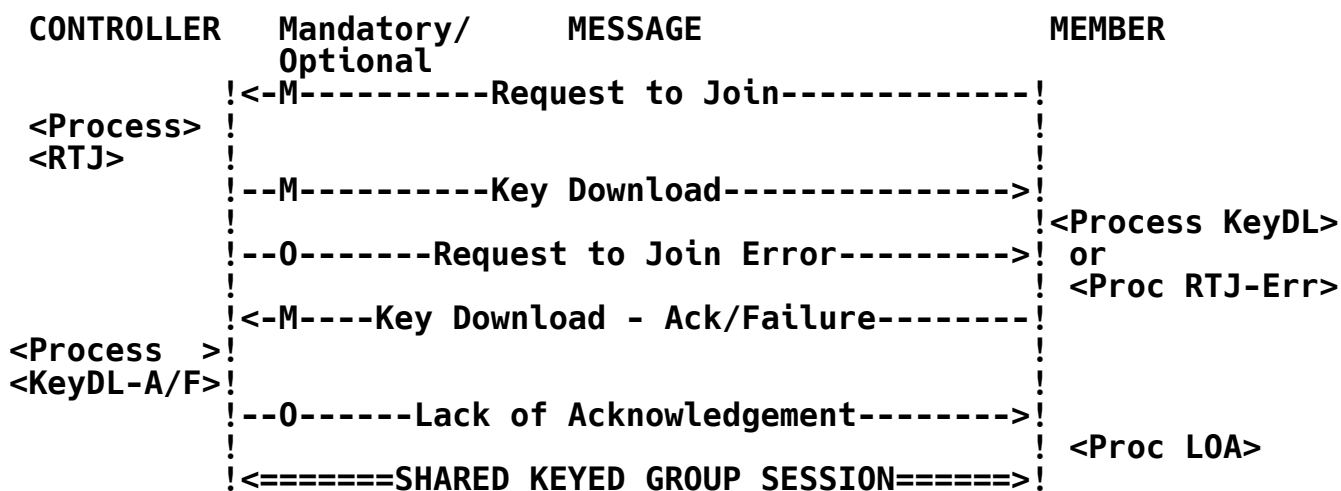 CONTROLLER   Mandatory/     MESSAGE                  MEMBER
             Optional
           !<-M----------Request to Join-------------!
 <Process> !                                         !
 <RTJ>     !                                         !
           !--M----------Key Download--------------->!
           !                                         !<Process KeyDL>
           !--O-------Request to Join Error--------->! or
           !                                         ! <Proc RTJ-Err>
           !<-M----Key Download - Ack/Failure--------!
<Process  >!                                         !
<KeyDL-A/F>!                                         !
           !--O------Lack of Acknowledgement-------->!
           !                                         ! <Proc LOA>
           !<=======SHARED KEYED GROUP SESSION======>!